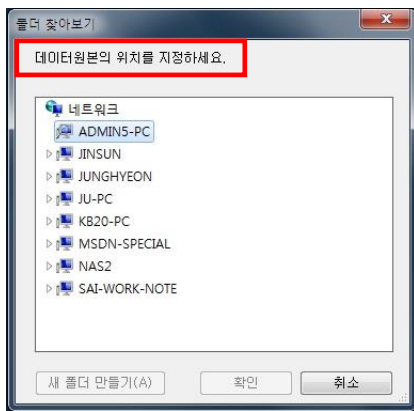 폴더 찾아보기
데이터원본의 위치를 지정하세요.
네트워크
ADMIN5-PC
JINSUN
JUNGHYEON
JU-PC
KB20-PC
MSDN-SPECIAL
NAS2
SAI-WORK-NOTE
새 폴더 만들기(A) 확인 취소